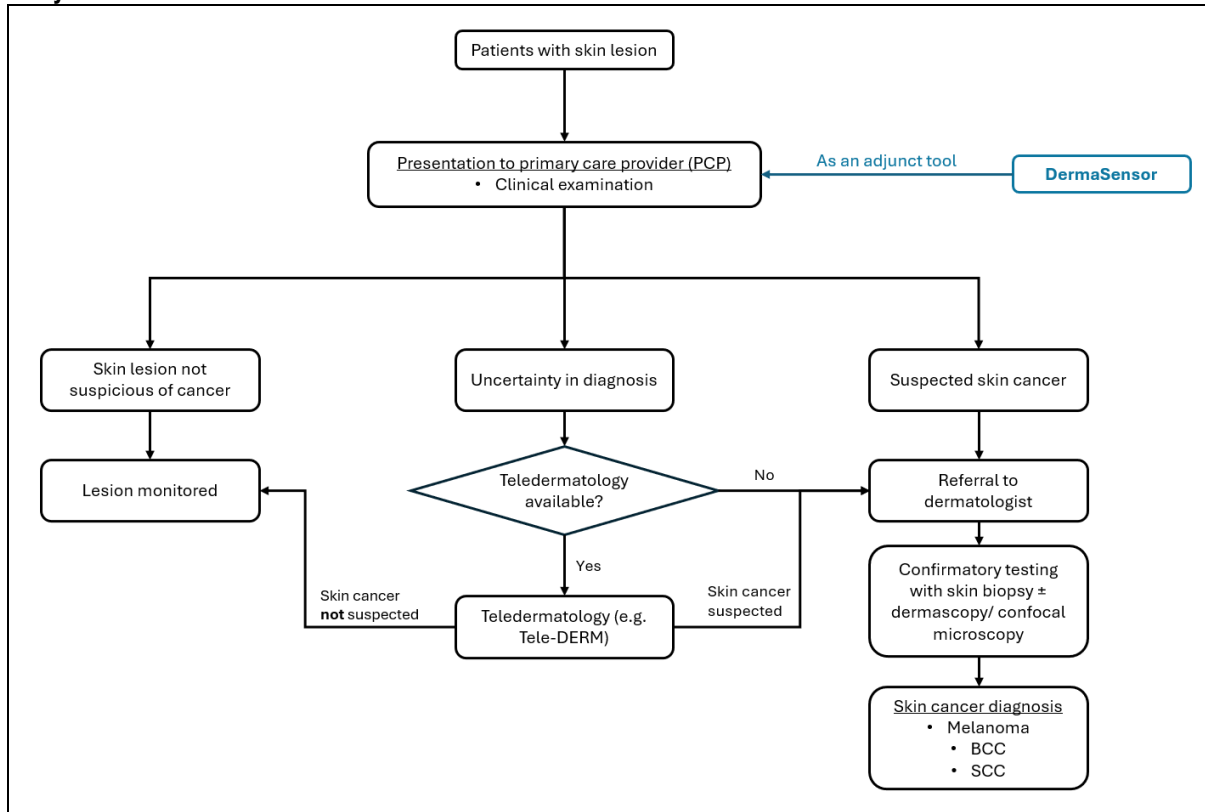 Patients with skin lesion
Presentation to primary care provider (PCP)
• Clinical examination
As an adjunct tool
DermaSensor
Skin lesion not
suspicious of cancer
Uncertainty in diagnosis
Suspected skin cancer
Lesion monitored
Teledermatology
available?
No
Referral to
dermatologist
Yes
Skin cancer
not suspected
Teledermatology (e.g.
Tele-DERM)
Skin cancer
suspected
Confirmatory testing
with skin biopsy ±
dermascopy/ confocal
microscopy
Skin cancer diagnosis
• Melanoma
• BCC
• SCC